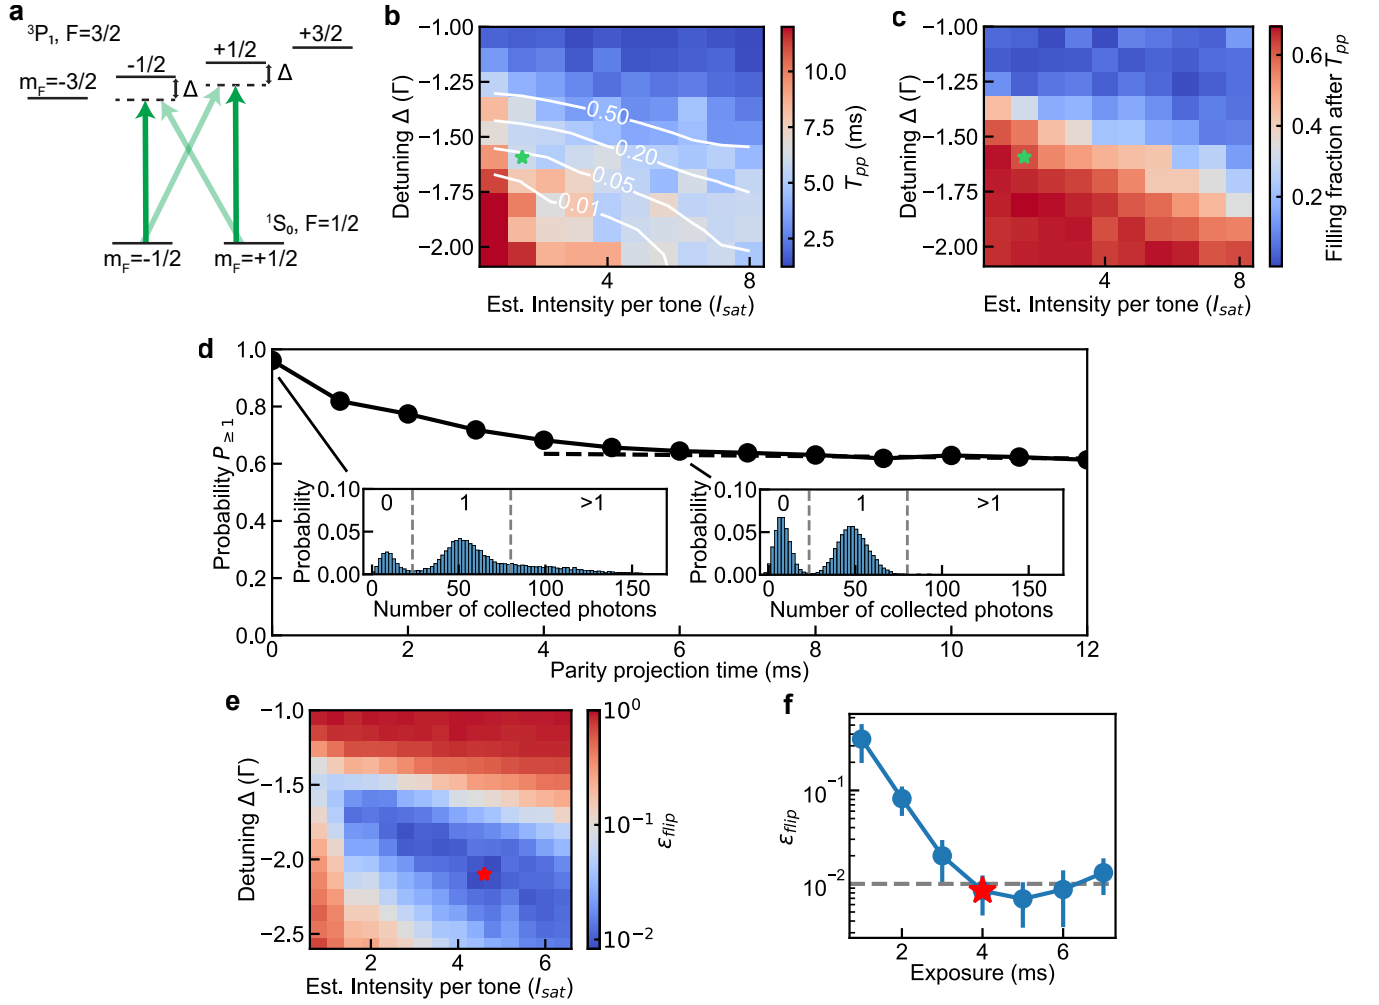 a
³P₁, F=3/2
-1/2
+1/2
+3/2
Δ
Δ
m_F=-3/2
¹S₀, F=1/2
m_F=-1/2
m_F=+1/2
b
−1.00
−1.25
−1.50
−1.75
−2.00
Detuning Δ (Γ)
0.50
0.20
0.05
0.01
4
8
Est. Intensity per tone (I_sat)
10.0
7.5
5.0
2.5
T_pp (ms)
c
−1.00
−1.25
−1.50
−1.75
−2.00
Detuning Δ (Γ)
4
8
Est. Intensity per tone (I_sat)
0.6
0.4
0.2
Filling fraction after T_pp
d
1.0
0.8
0.6
0.4
0.2
0.0
Probability P≥1
0
2
4
6
8
10
12
Parity projection time (ms)
0.10
0.05
0.00
Probability
0
1
>1
0
50
100
150
Number of collected photons
0.10
0.05
0.00
Probability
0
1
>1
0
50
100
150
Number of collected photons
e
−1.0
−1.5
−2.0
−2.5
Detuning Δ (Γ)
2
4
6
Est. Intensity per tone (I_sat)
10⁰
10⁻¹
10⁻²
ε_flip
f
10⁻¹
10⁻²
ε_flip
2
4
6
Exposure (ms)